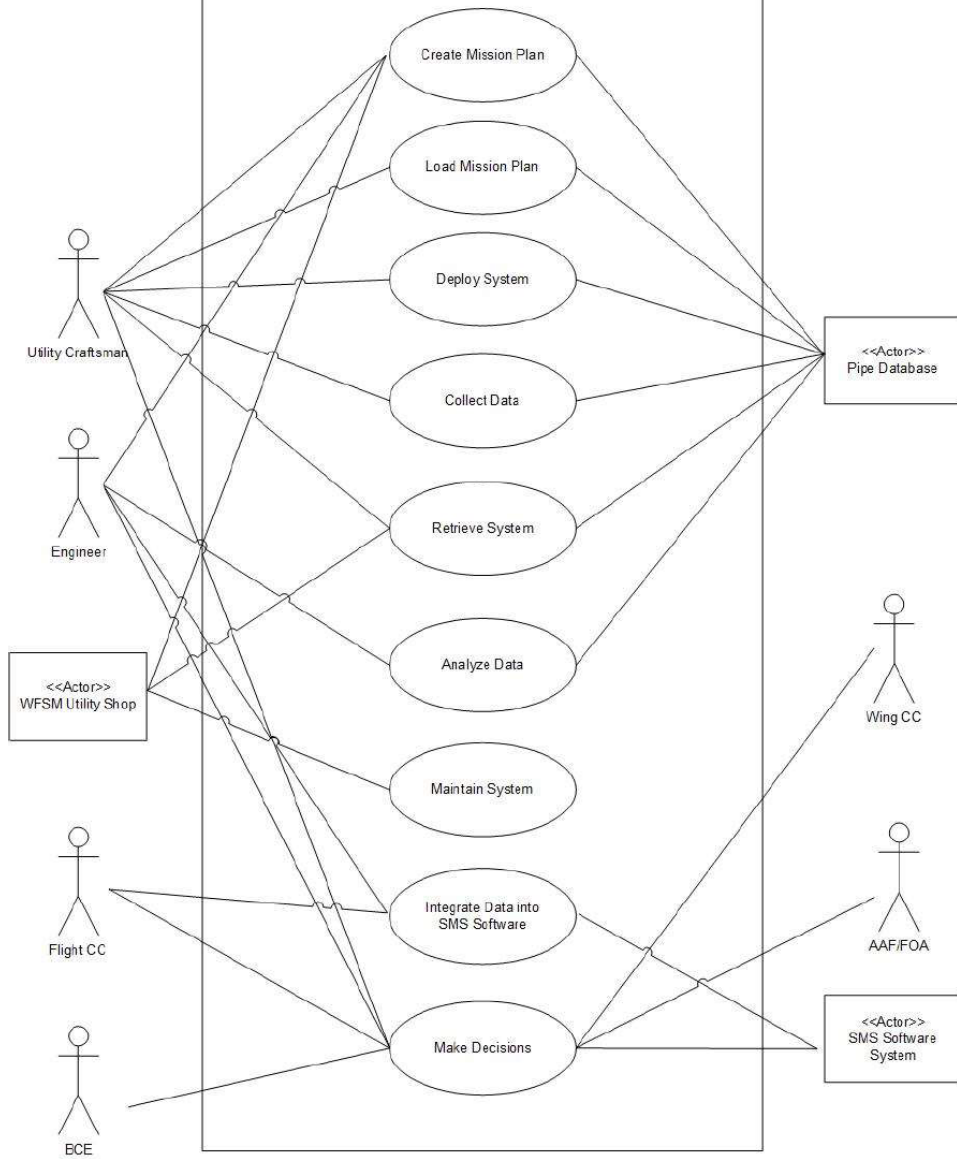 Create Mission Plan
Load Mission Plan
Deploy System
Utility Craftsman
<<Actor>>
Pipe Database
Collect Data
Engineer
Retrieve System
<<Actor>>
WFSM Utility Shop
Analyze Data
Wing CC
Maintain System
Flight CC
Integrate Data into
SMS Software
AAF/FOA
<<Actor>>
SMS Software
System
Make Decisions
BCE